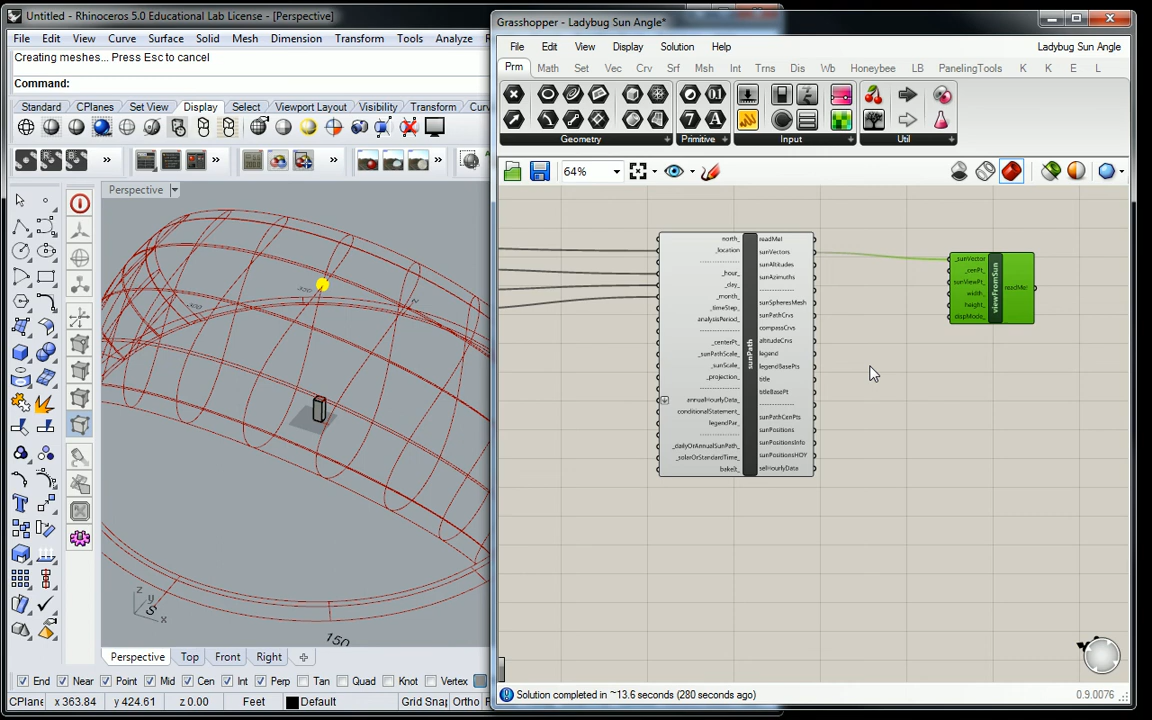 Untitled - Rhinoceros 5.0 Educational Lab License - [Perspective]
File Edit View Curve Surface Solid Mesh Dimension Transform Tools Analyze
Creating meshes... Press Esc to cancel
Command:
Standard CPlanes Set View Display Select Viewport Layout Visibility Transform Curv
Perspective
150
S
z
y
x
Perspective Top Front Right
End Near Point Mid Cen Int Perp Tan Quad Knot Vertex
CPlane x 363.84 y 424.61 z 0.00 Feet Default Grid Snap Ortho
Grasshopper - Ladybug Sun Angle*
File Edit View Display Solution Help Ladybug Sun Angle
Prm Math Set Vec Crv Srf Msh Int Trns Dis Wb Honeybee LB PanelingTools K K E L
Geometry Primitive Input Util
64%
north_
_location
_hour_
_day_
_month_
_timeStep_
analysisPeriod_
_centerPt_
_sunPathScale_
_sunScale_
_projection_
annualHourlyData_
conditionalStatement_
legendPar_
_dailyOrAnnualSunPath_
_solarOrStandardTime_
bakeIt_
sunPath
readMe!
sunVectors
sunAltitudes
sunAzimuths
sunSpheresMesh
sunPathCrvs
compassCrvs
altitudeCrvs
legend
legendBasePts
title
titleBasePt
sunPathCenPts
sunPositions
sunPositionsInfo
sunPositionsHOY
selHourlyData
_sunVector
_cenPt_
sunViewPt_
width_
height_
dispMode_
viewFromSun
readMe!
Solution completed in ~13.6 seconds (280 seconds ago) 0.9.0076